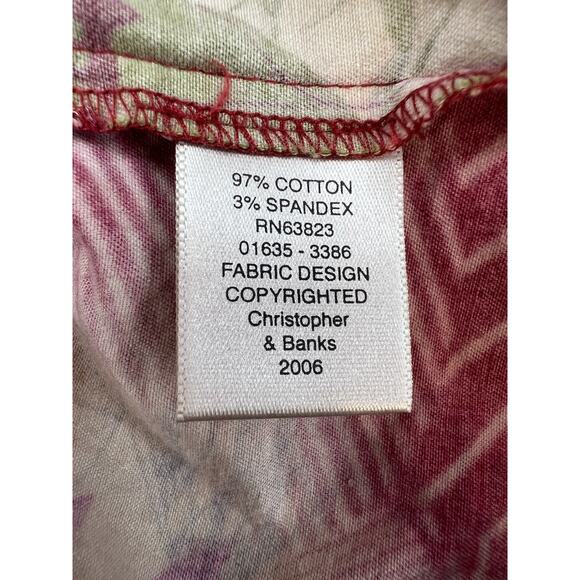 97% COTTON
3% SPANDEX
RN63823
01635 - 3386
FABRIC DESIGN
COPYRIGHTED
Christopher
& Banks
2006